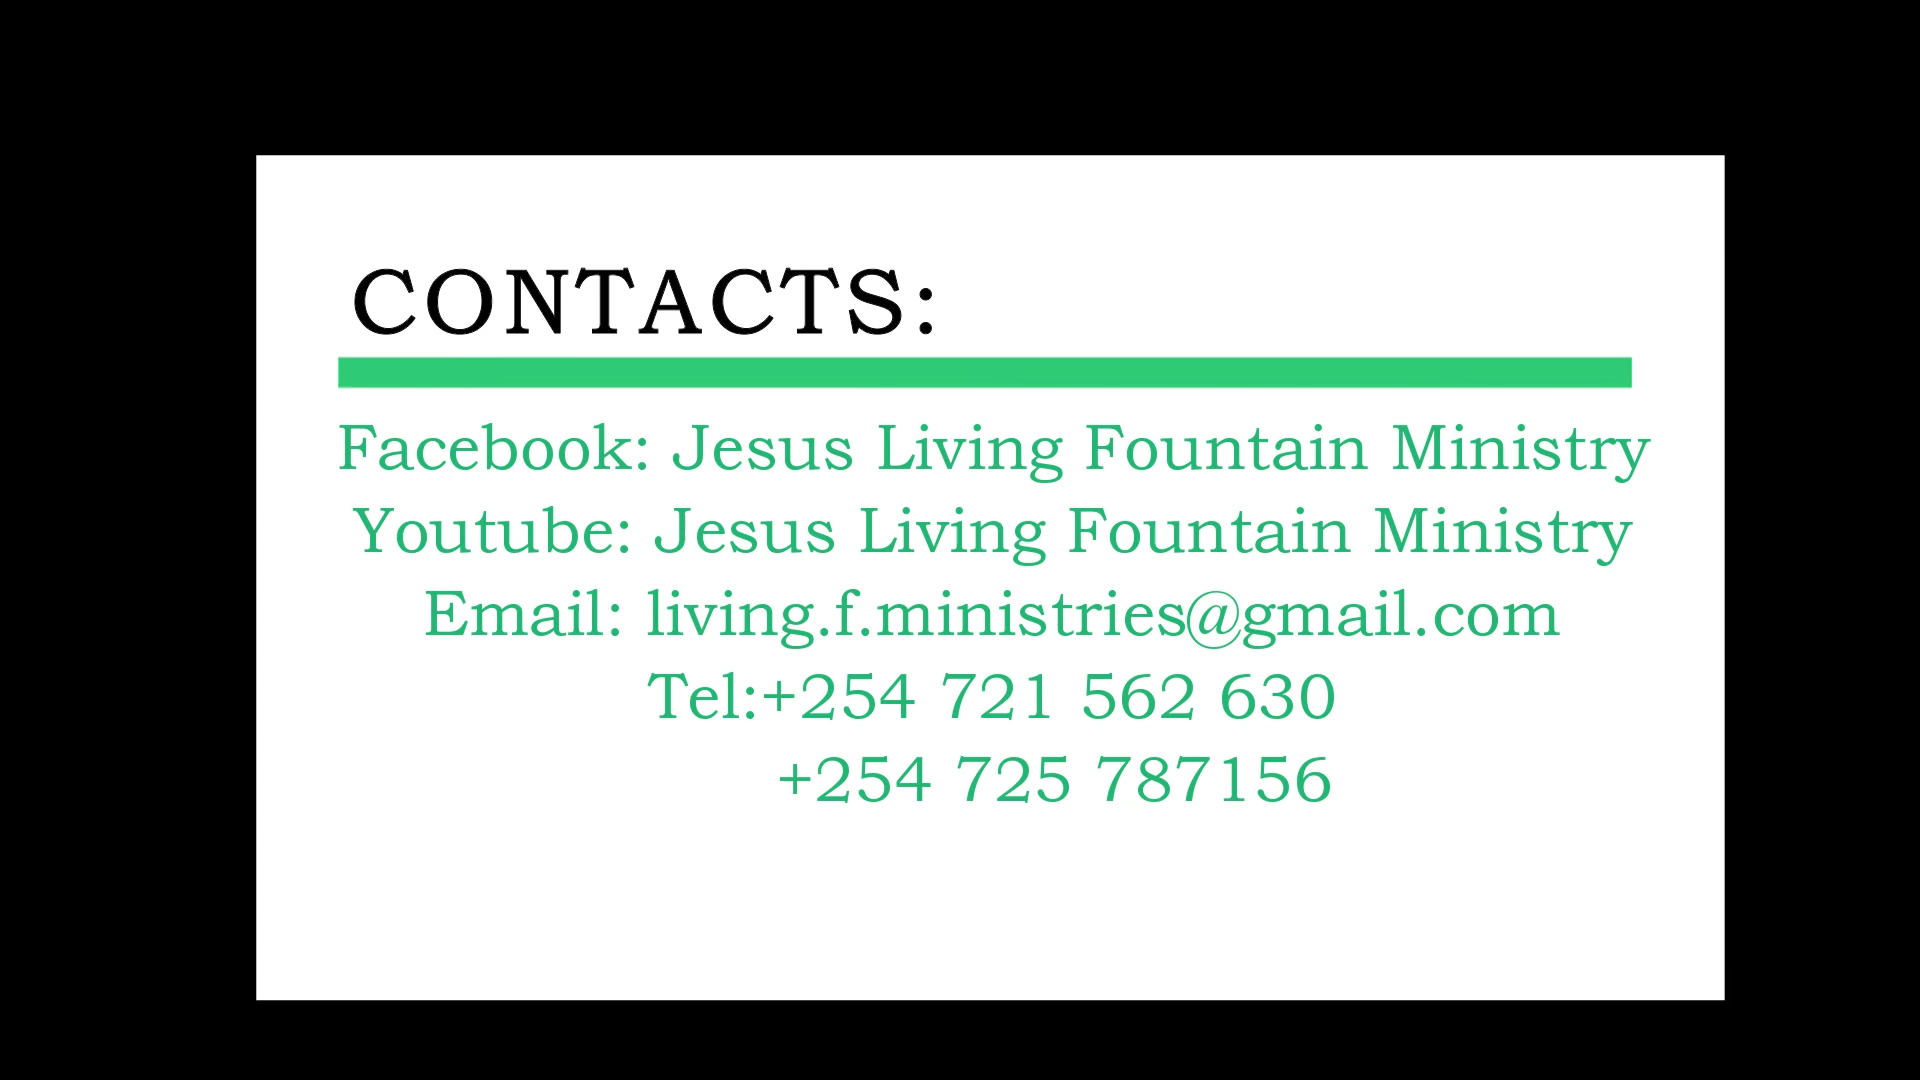 CONTACTS:
Facebook: Jesus Living Fountain Ministry
Youtube: Jesus Living Fountain Ministry
Email: living.f.ministries@gmail.com
Tel:+254 721 562 630
+254 725 787156